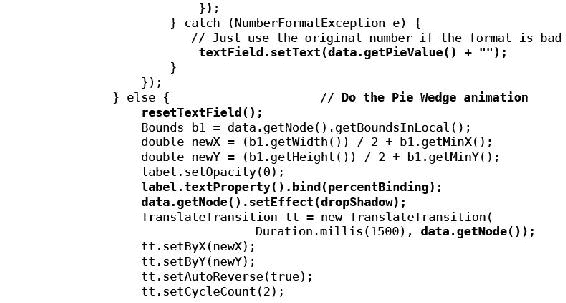 });
} catch (NumberFormatException e) {
// Just use the original number if the format is bad
textField.setText(data.getPieValue() + "");
}
});
} else { // Do the Pie Wedge animation
resetTextField();
Bounds b1 = data.getNode().getBoundsInLocal();
double newX = (b1.getWidth()) / 2 + b1.getMinX();
double newY = (b1.getHeight()) / 2 + b1.getMinY();
label.setOpacity(0);
label.textProperty().bind(percentBinding);
data.getNode().setEffect(dropShadow);
TranslateTransition tt = new TranslateTransition(
Duration.millis(1500), data.getNode());
tt.setByX(newX);
tt.setByY(newY);
tt.setAutoReverse(true);
tt.setCycleCount(2);